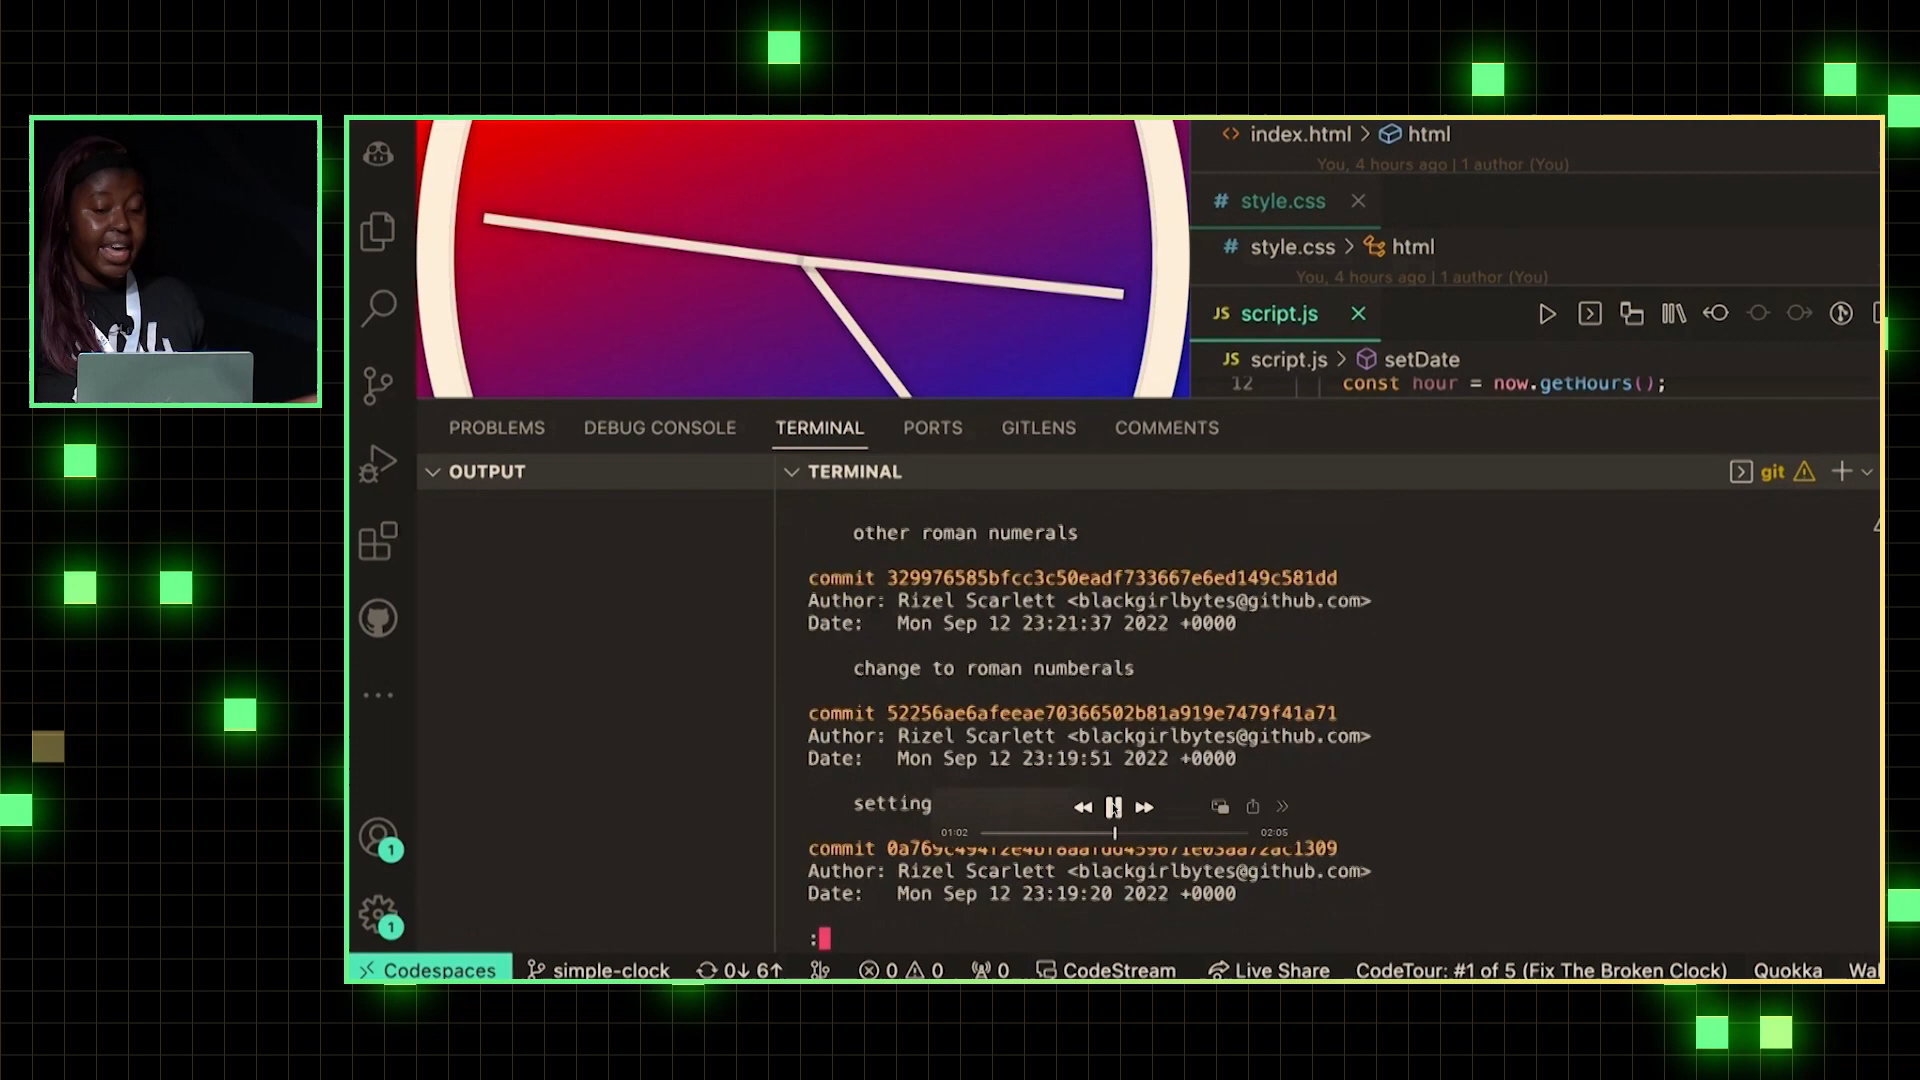 index.html > html
You, 4 hours ago | 1 author (You)
# style.css
# style.css > html
You, 4 hours ago | 1 author (You)
JS script.js
JS script.js > setDate
12 const hour = now.getHours();
PROBLEMS DEBUG CONSOLE TERMINAL PORTS GITLENS COMMENTS
OUTPUT
TERMINAL
git
other roman numerals
commit 329976585bfcc3c50eadf733667e6ed149c581dd
Author: Rizel Scarlett <blackgirlbytes@github.com>
Date: Mon Sep 12 23:21:37 2022 +0000
change to roman numberals
commit 52256ae6afeeae70366502b81a919e7479f41a71
Author: Rizel Scarlett <blackgirlbytes@github.com>
Date: Mon Sep 12 23:19:51 2022 +0000
setting
01:02 02:05
commit
Author: Rizel Scarlett <blackgirlbytes@github.com>
Date: Mon Sep 12 23:19:20 2022 +0000
:
1
1
Codespaces simple-clock 0↓ 6↑ 0 0 0 CodeStream Live Share CodeTour: #1 of 5 (Fix The Broken Clock) Quokka